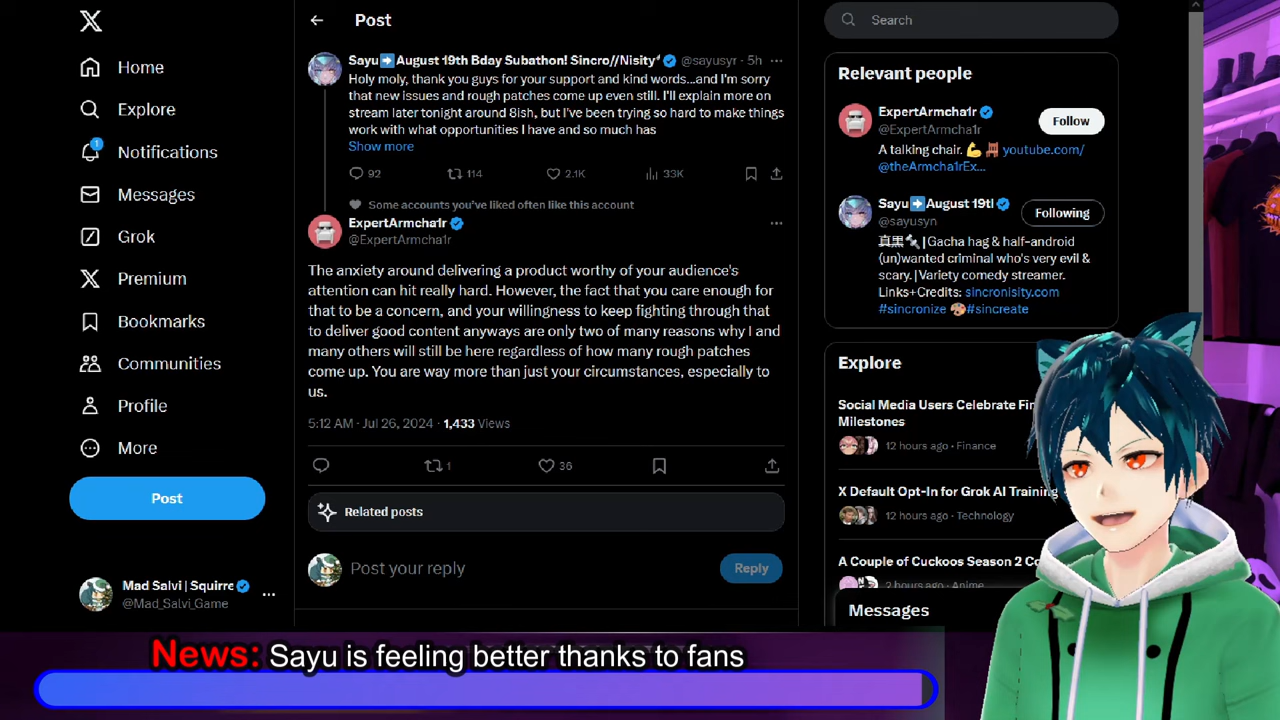 Home
Explore
1
Notifications
Messages
Grok
Premium
Bookmarks
Communities
Profile
More
Post
Mad Salvi | Squirre
@Mad_Salvi_Game
Post
Sayu➡️August 19th Bday Subathon! Sincro//Nisity' @sayusyr · 5h
Holy moly, thank you guys for your support and kind words...and I'm sorry
that new issues and rough patches come up even still. I'll explain more on
stream later tonight around 8ish, but I've been trying so hard to make things
work with what opportunities I have and so much has
Show more
92 114 2.1K 33K
Some accounts you've liked often like this account
ExpertArmcha1r
@ExpertArmcha1r
The anxiety around delivering a product worthy of your audience's
attention can hit really hard. However, the fact that you care enough for
that to be a concern, and your willingness to keep fighting through that
to deliver good content anyways are only two of many reasons why I and
many others will still be here regardless of how many rough patches
come up. You are way more than just your circumstances, especially to
us.
5:12 AM · Jul 26, 2024 · 1,433 Views
1 36
Related posts
Post your reply
Reply
Search
Relevant people
ExpertArmcha1r
@ExpertArmcha1r
Follow
A talking chair. 💪🪑 youtube.com/
@theArmcha1rEx...
Sayu➡️August 19tl
@sayusyn
Following
真黒🔩|Gacha hag & half-android
(un)wanted criminal who's very evil &
scary.|Variety comedy streamer.
Links+Credits: sincronisity.com
#sincronize 🎨#sincreate
Explore
Social Media Users Celebrate Fin
Milestones
12 hours ago · Finance
X Default Opt-In for Grok AI Training
12 hours ago · Technology
A Couple of Cuckoos Season 2 Co
2 hours ago · Anime
Messages
News: Sayu is feeling better thanks to fans